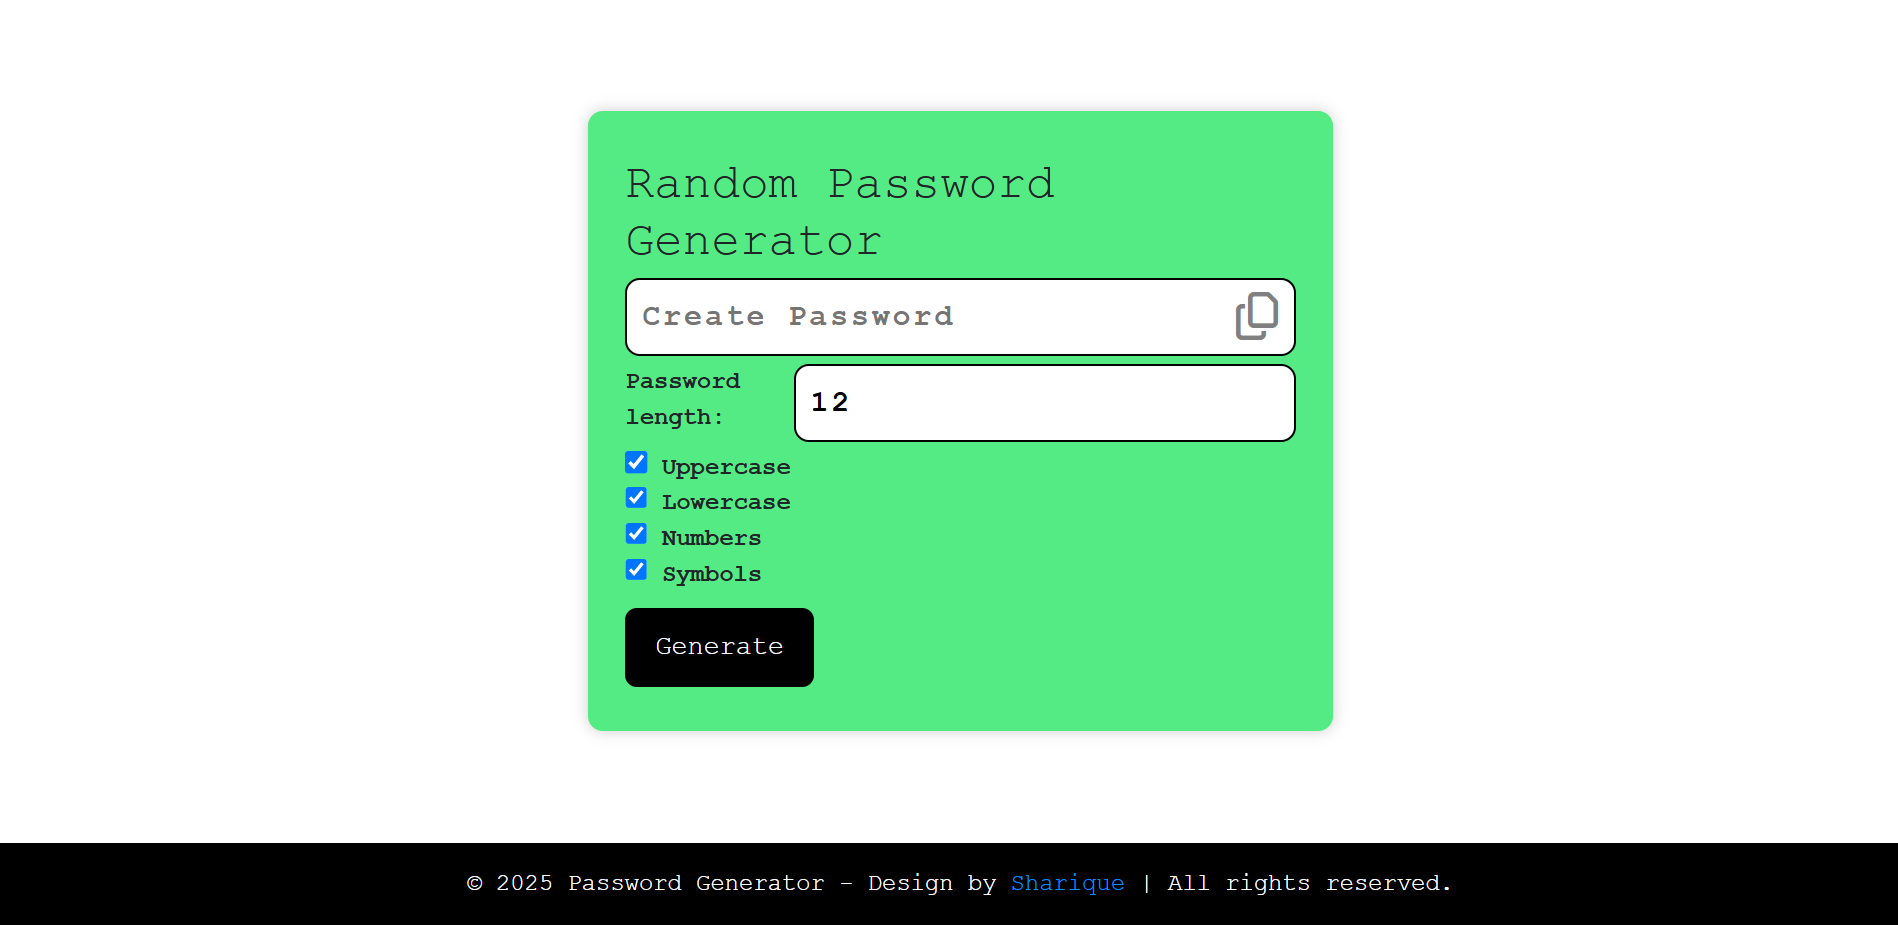 Random Password
Generator
Create Password
Password
length:
12
Uppercase
Lowercase
Numbers
Symbols
Generate
© 2025 Password Generator – Design by Sharique | All rights reserved.